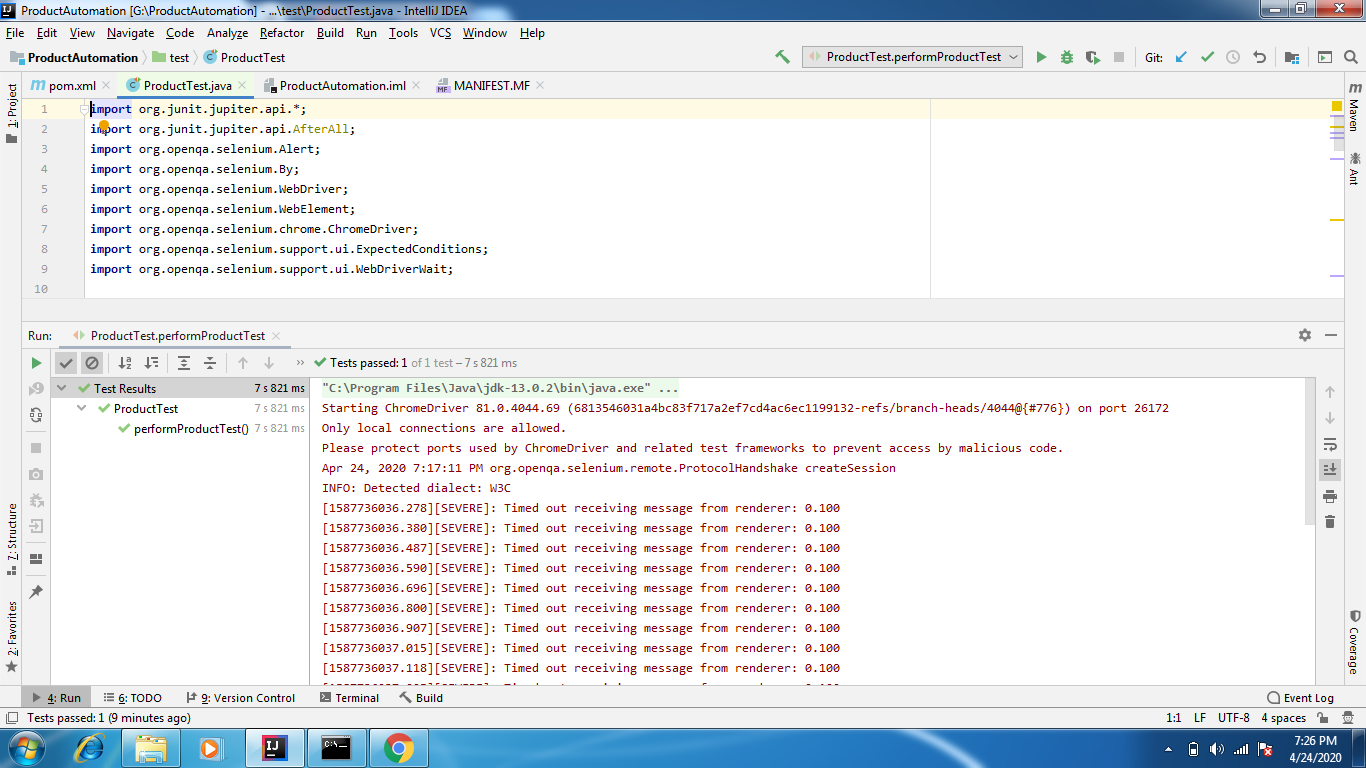 ProductAutomation [G:\ProductAutomation] - ...\test\ProductTest.java - IntelliJ IDEA
File Edit View Navigate Code Analyze Refactor Build Run Tools VCS Window Help
ProductAutomation test ProductTest ProductTest.performProductTest Git:
pom.xml ProductTest.java ProductAutomation.iml MANIFEST.MF
1: Project
1 import org.junit.jupiter.api.*;
2 import org.junit.jupiter.api.AfterAll;
3 import org.openqa.selenium.Alert;
4 import org.openqa.selenium.By;
5 import org.openqa.selenium.WebDriver;
6 import org.openqa.selenium.WebElement;
7 import org.openqa.selenium.chrome.ChromeDriver;
8 import org.openqa.selenium.support.ui.ExpectedConditions;
9 import org.openqa.selenium.support.ui.WebDriverWait;
10
Maven
Ant
Run: ProductTest.performProductTest
Tests passed: 1 of 1 test – 7 s 821 ms
Test Results 7 s 821 ms
ProductTest 7 s 821 ms
performProductTest() 7 s 821 ms
"C:\Program Files\Java\jdk-13.0.2\bin\java.exe" ...
Starting ChromeDriver 81.0.4044.69 (6813546031a4bc83f717a2ef7cd4ac6ec1199132-refs/branch-heads/4044@{#776}) on port 26172
Only local connections are allowed.
Please protect ports used by ChromeDriver and related test frameworks to prevent access by malicious code.
Apr 24, 2020 7:17:11 PM org.openqa.selenium.remote.ProtocolHandshake createSession
INFO: Detected dialect: W3C
[1587736036.278][SEVERE]: Timed out receiving message from renderer: 0.100
[1587736036.380][SEVERE]: Timed out receiving message from renderer: 0.100
[1587736036.487][SEVERE]: Timed out receiving message from renderer: 0.100
[1587736036.590][SEVERE]: Timed out receiving message from renderer: 0.100
[1587736036.696][SEVERE]: Timed out receiving message from renderer: 0.100
[1587736036.800][SEVERE]: Timed out receiving message from renderer: 0.100
[1587736036.907][SEVERE]: Timed out receiving message from renderer: 0.100
[1587736037.015][SEVERE]: Timed out receiving message from renderer: 0.100
[1587736037.118][SEVERE]: Timed out receiving message from renderer: 0.100
7: Structure
2: Favorites
Coverage
4: Run 6: TODO 9: Version Control Terminal Build Event Log
Tests passed: 1 (9 minutes ago) 1:1 LF UTF-8 4 spaces
7:26 PM
4/24/2020